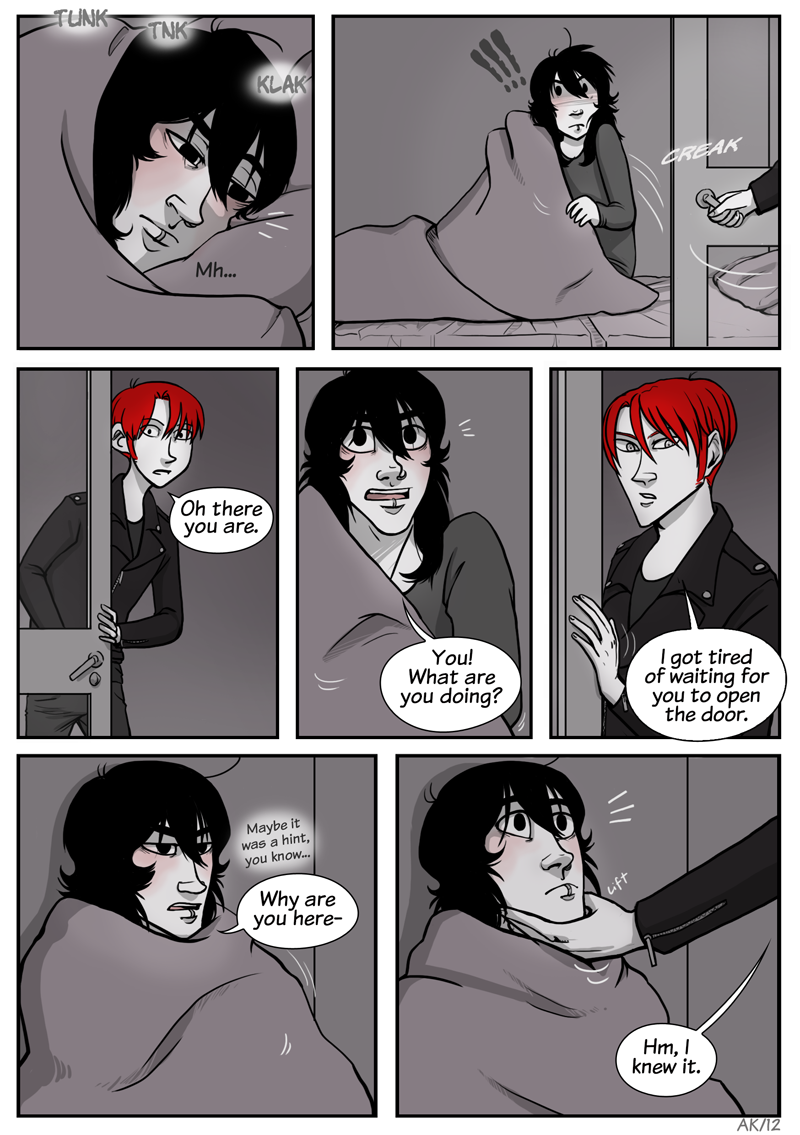 TUNK
TNK
KLAK
Mh...
!!!
CREAK
Oh there
you are.
You!
What are
you doing?
I got tired
of waiting for
you to open
the door.
Maybe it
was a hint,
you know...
Why are
you here-
Lift
Hm, I
knew it.
AK/12